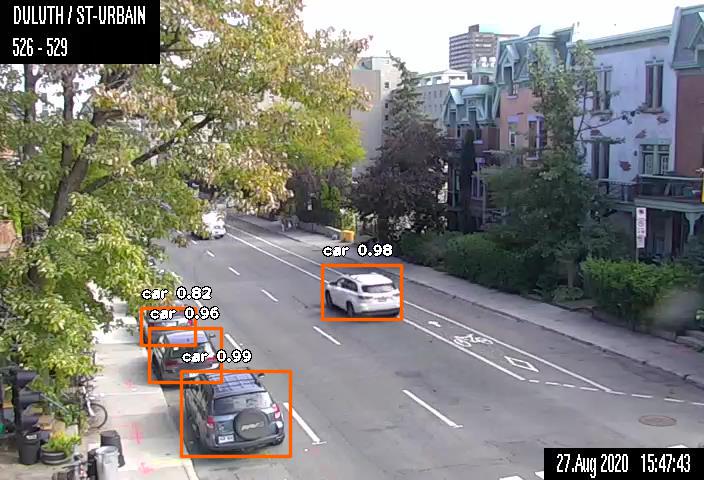 DULUTH / ST-URBAIN
526 - 529
car 0.98
car 0.82
car 0.96
car 0.99
27.Aug 2020 15:47:43